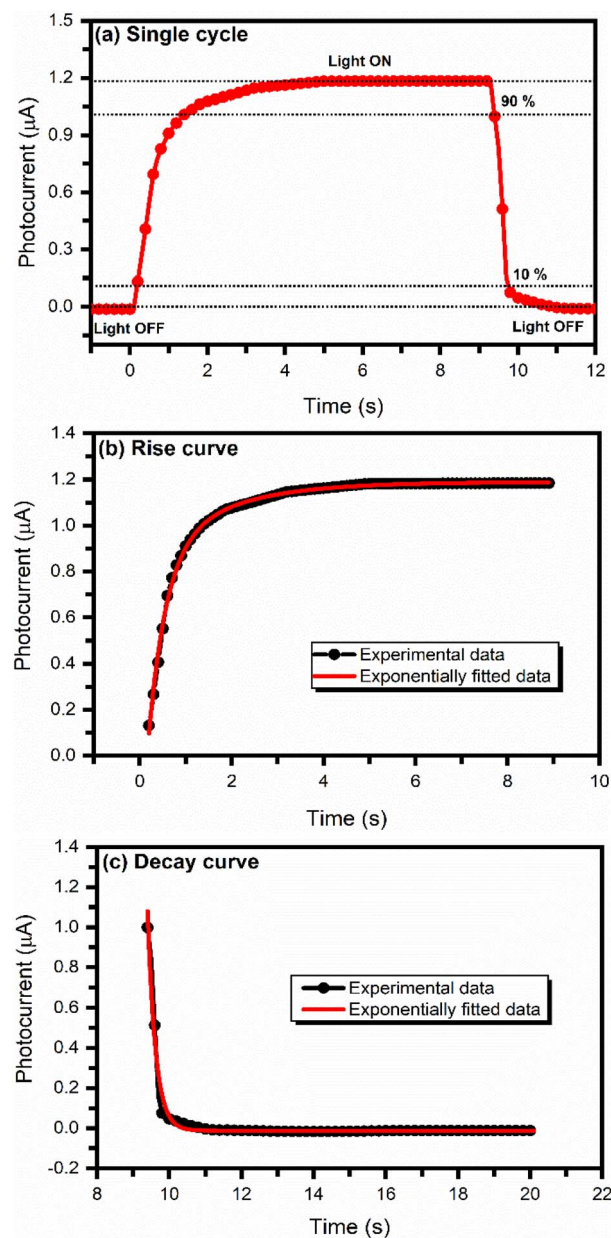 (a) Single cycle
Light ON
90 %
10 %
Light OFF
Light OFF
1.5
1.2
0.9
0.6
0.3
0.0
Photocurrent (μA)
0 2 4 6 8 10 12
Time (s)
(b) Rise curve
1.4
1.2
1.0
0.8
0.6
0.4
0.2
0.0
Photocurrent (μA)
Experimental data
Exponentially fitted data
0 2 4 6 8 10
Time (s)
(c) Decay curve
1.4
1.2
1.0
0.8
0.6
0.4
0.2
0.0
-0.2
Photocurrent (μA)
Experimental data
Exponentially fitted data
8 10 12 14 16 18 20 22
Time (s)